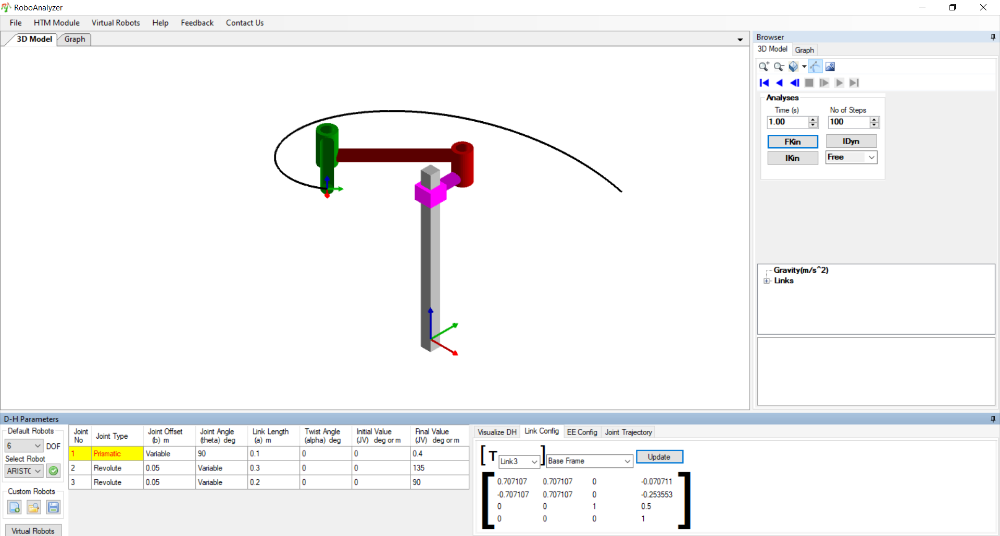 RoboAnalyzer
File HTM Module Virtual Robots Help Feedback Contact Us
3D Model Graph
Browser
3D Model Graph
Analyses
Time (s) No of Steps
1.00 100
FKin IDyn
IKin Free
Gravity(m/s^2)
Links
D-H Parameters
Default Robots
6 DOF
Select Robot
ARISTC
Custom Robots
Virtual Robots
Joint No Joint Type Joint Offset (b) m Joint Angle (theta) deg Link Length (a) m Twist Angle (alpha) deg Initial Value (JV) deg or m Final Value (JV) deg or m
1 Prismatic Variable 90 0.1 0 0 0.4
2 Revolute 0.05 Variable 0.3 0 0 135
3 Revolute 0.05 Variable 0.2 0 0 90
Visualize DH Link Config EE Config Joint Trajectory
[T Link3 ] Base Frame Update
0.707107 0.707107 0 -0.070711
-0.707107 0.707107 0 -0.253553
0 0 1 0.5
0 0 0 1